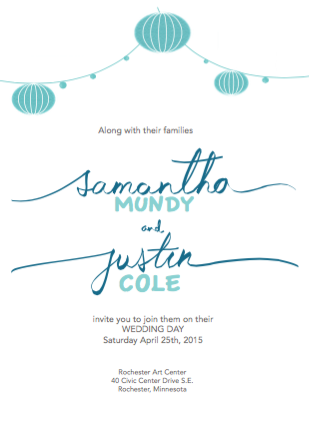 Along with their families
samantha
MUNDY
and,
justin
COLE
invite you to join them on their
WEDDING DAY
Saturday April 25th, 2015
Rochester Art Center
40 Civic Center Drive S.E.
Rochester, Minnesota